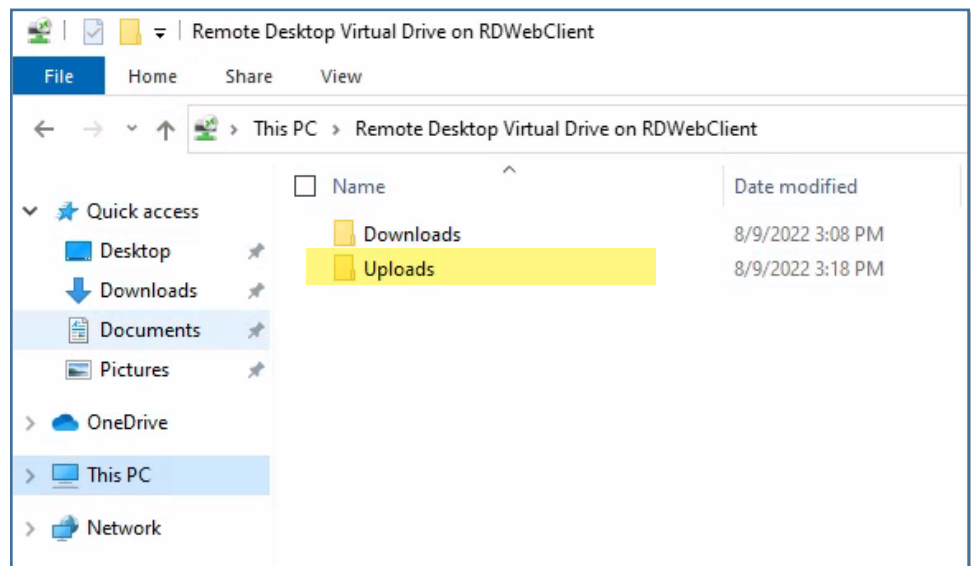 Remote Desktop Virtual Drive on RDWebClient
File Home Share View
This PC Remote Desktop Virtual Drive on RDWebClient
Name Date modified
Quick access
Desktop
Downloads
Documents
Pictures
OneDrive
This PC
Network
Downloads 8/9/2022 3:08 PM
Uploads 8/9/2022 3:18 PM